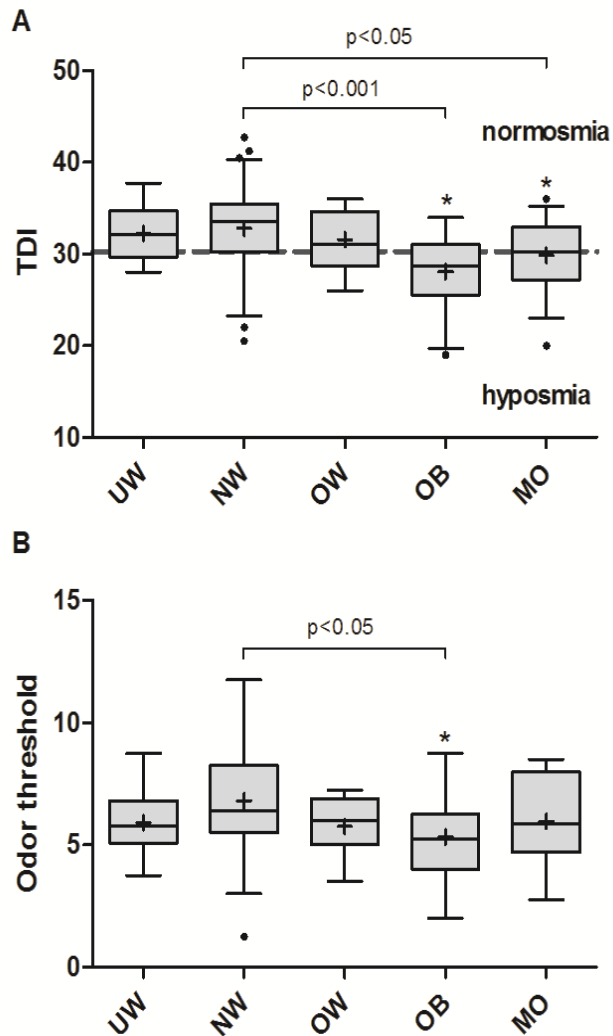 A
p<0.05
p<0.001
50
40
30
20
10
TDI
normosmia
* *
hyposmia
UW NW OW OB MO
B
p<0.05
15
10
5
0
Odor threshold
*
UW NW OW OB MO